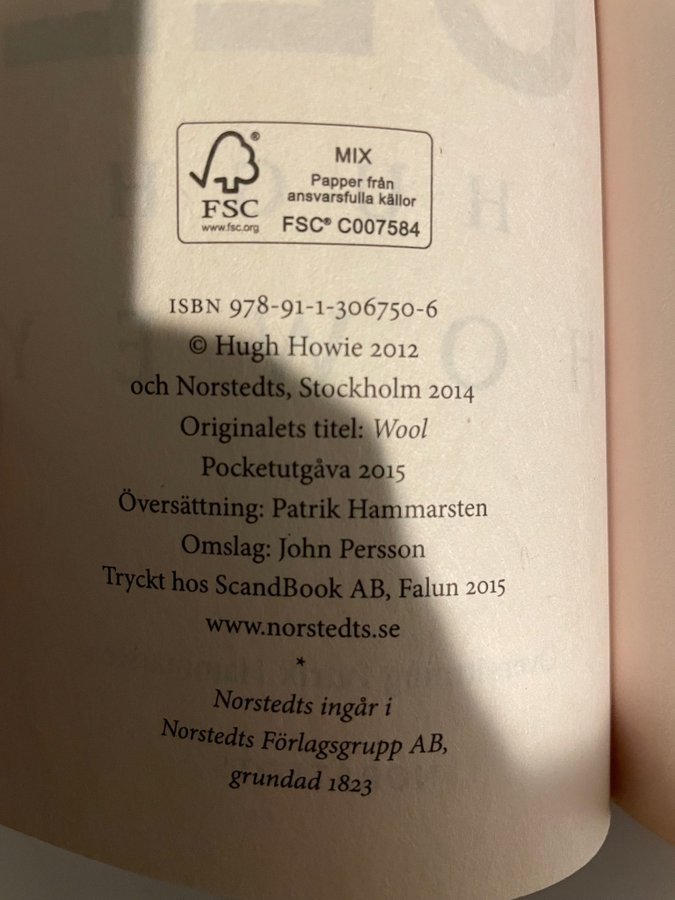 MIX
Papper från
ansvarsfulla källor
FSC® C007584
®
FSC
www.fsc.org
ISBN 978-91-1-306750-6
© Hugh Howie 2012
och Norstedts, Stockholm 2014
Originalets titel: Wool
Pocketutgåva 2015
Översättning: Patrik Hammarsten
Omslag: John Persson
Tryckt hos ScandBook AB, Falun 2015
www.norstedts.se
*
Norstedts ingår i
Norstedts Förlagsgrupp AB,
grundad 1823